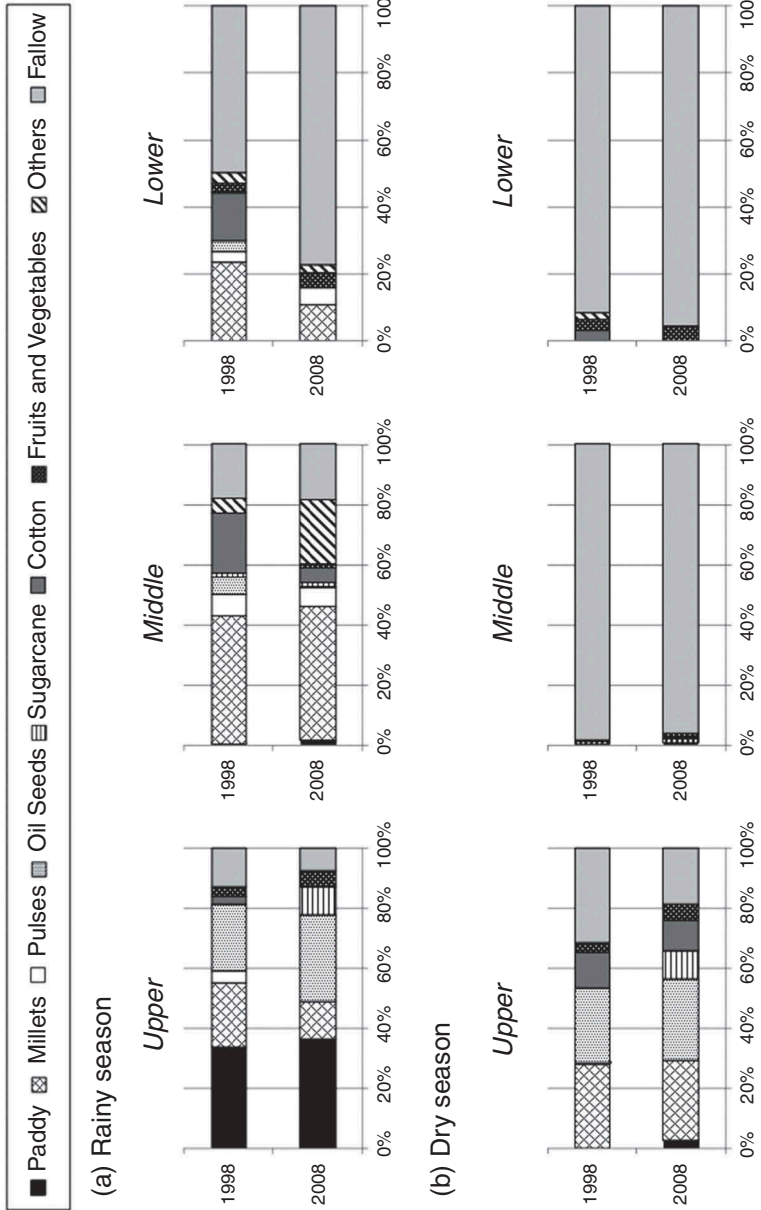 Paddy Millets Pulses Oil Seeds Sugarcane Cotton Fruits and Vegetables Others Fallow
(a) Rainy season
Upper Middle Lower
1998 1998 1998
2008 2008 2008
0% 20% 40% 60% 80% 100% 0% 20% 40% 60% 80% 100% 0% 20% 40% 60% 80% 100
(b) Dry season
Upper Middle Lower
1998 1998 1998
2008 2008 2008
0% 20% 40% 60% 80% 100% 0% 20% 40% 60% 80% 100% 0% 20% 40% 60% 80% 100